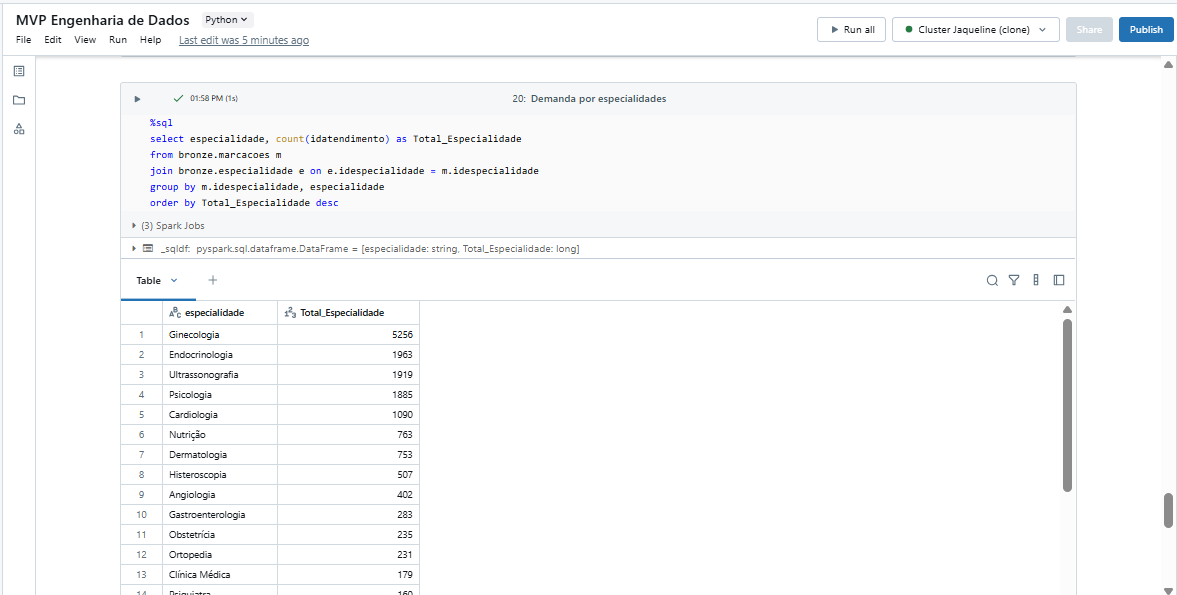 MVP Engenharia de Dados Python
File Edit View Run Help Last edit was 5 minutes ago
Run all Cluster Jaqueline (clone) Share Publish
01:58 PM (1s) 20: Demanda por especialidades
%sql
select especialidade, count(idatendimento) as Total_Especialidade
from bronze.marcacoes m
join bronze.especialidade e on e.idespecialidade = m.idespecialidade
group by m.idespecialidade, especialidade
order by Total_Especialidade desc
(3) Spark Jobs
_sqldf: pyspark.sql.dataframe.DataFrame = [especialidade: string, Total_Especialidade: long]
Table +
especialidade Total_Especialidade
1 Ginecologia 5256
2 Endocrinologia 1963
3 Ultrassonografia 1919
4 Psicologia 1885
5 Cardiologia 1090
6 Nutrição 763
7 Dermatologia 753
8 Histeroscopia 507
9 Angiologia 402
10 Gastroenterologia 283
11 Obstetrícia 235
12 Ortopedia 231
13 Clínica Médica 179
14 Psiquiatra 160